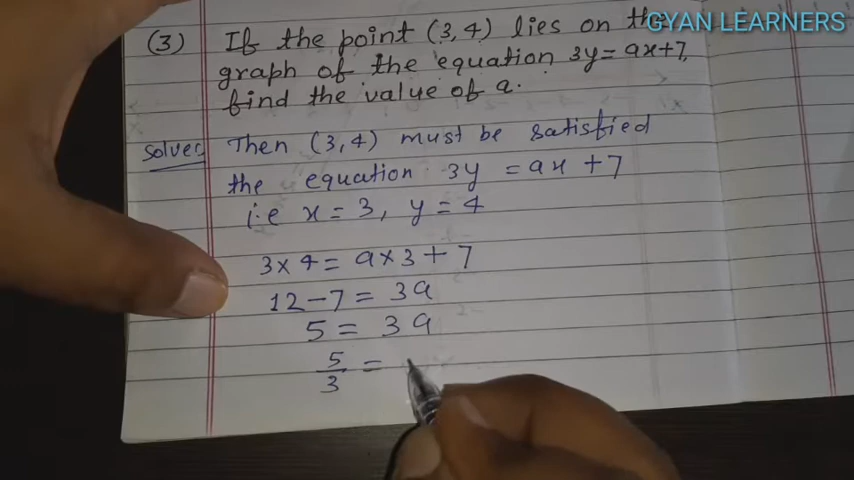 GYAN LEARNERS
(3) If the point (3,4) lies on the
graph of the equation 3y = ax+7,
find the value of a.
Solve, Then (3,4) must be satisfied
the equation 3y = ax + 7
i.e x = 3, y = 4
3 × 4 = a × 3 + 7
12 - 7 = 3a
5 = 3a
5/3 =